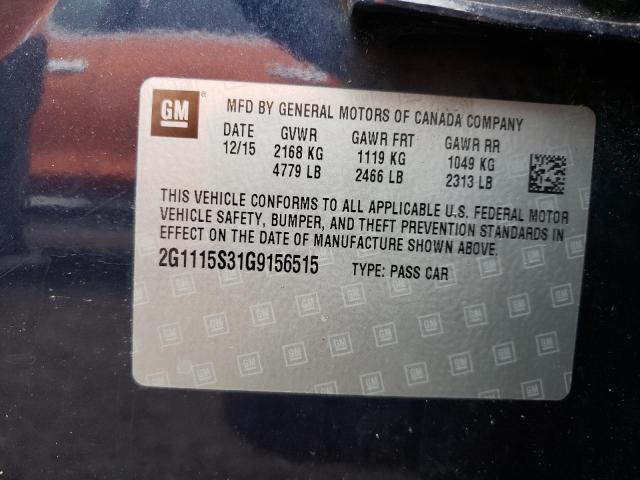 GM ® MFD BY GENERAL MOTORS OF CANADA COMPANY
DATE GVWR GAWR FRT GAWR RR
12/15 2168 KG 1119 KG 1049 KG
4779 LB 2466 LB 2313 LB
THIS VEHICLE CONFORMS TO ALL APPLICABLE U.S. FEDERAL MOTOR
VEHICLE SAFETY, BUMPER, AND THEFT PREVENTION STANDARDS IN
EFFECT ON THE DATE OF MANUFACTURE SHOWN ABOVE.
2G1115S31G9156515 TYPE: PASS CAR